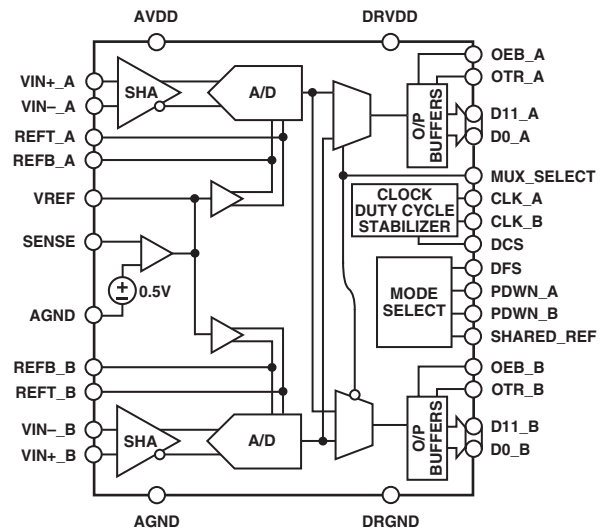 AVDD
DRVDD
VIN+_A
VIN–_A
REFT_A
REFB_A
VREF
SENSE
AGND
REFB_B
REFT_B
VIN–_B
VIN+_B
SHA
A/D
0.5V
SHA
A/D
O/P
BUFFERS
CLOCK
DUTY CYCLE
STABILIZER
MODE
SELECT
O/P
BUFFERS
OEB_A
OTR_A
D11_A
D0_A
MUX_SELECT
CLK_A
CLK_B
DCS
DFS
PDWN_A
PDWN_B
SHARED_REF
OEB_B
OTR_B
D11_B
D0_B
AGND
DRGND